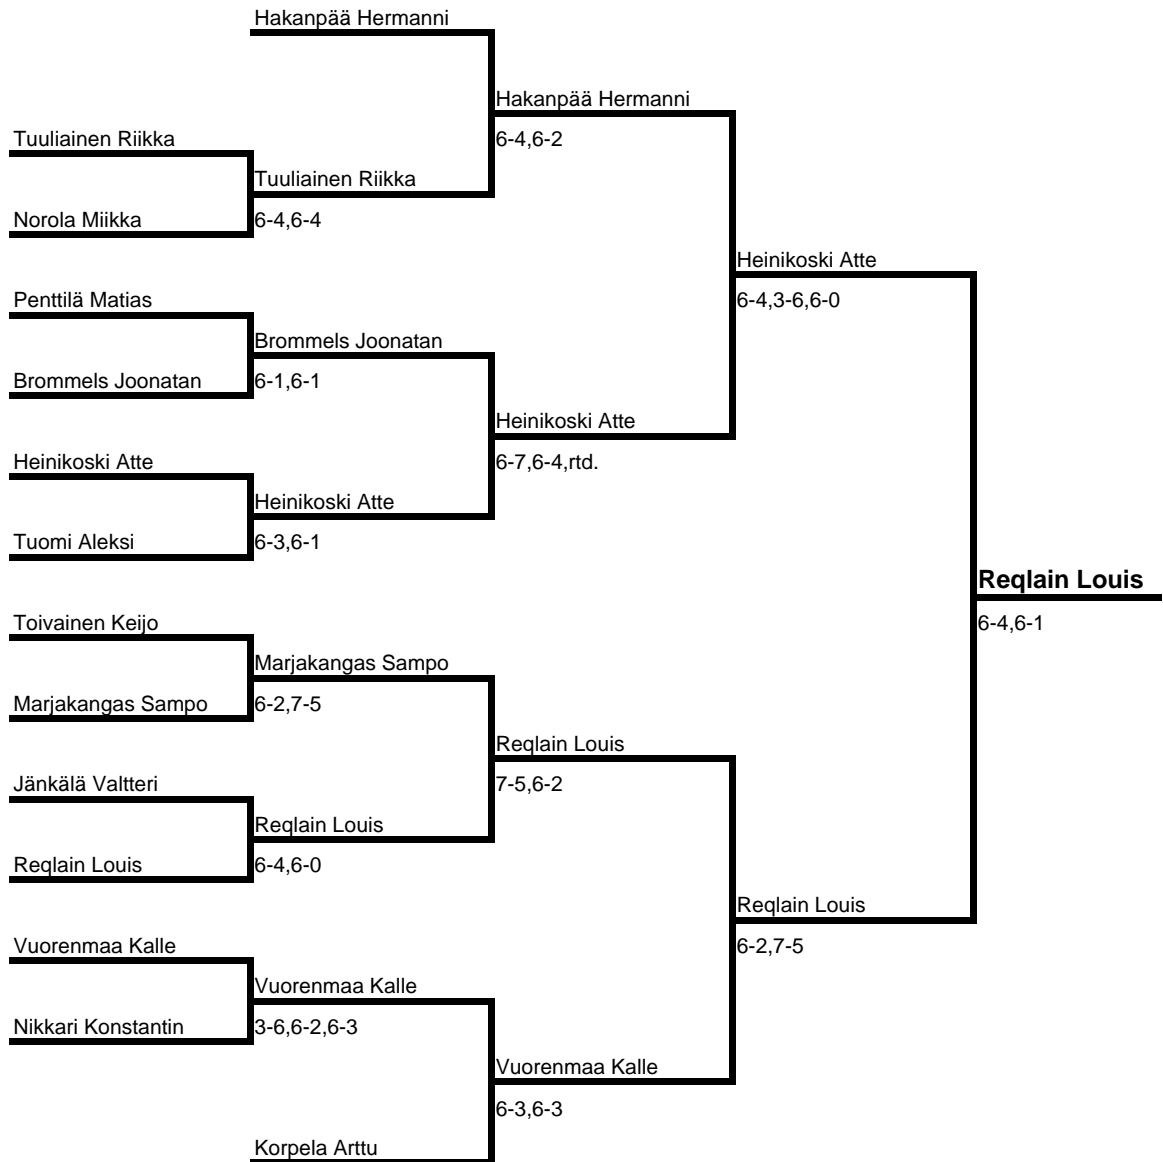 Hakanpää Hermanni
Hakanpää Hermanni
Tuuliainen Riikka
6-4,6-2
Tuuliainen Riikka
Norola Miikka
6-4,6-4
Heinikoski Atte
Penttilä Matias
6-4,3-6,6-0
Brommels Joonatan
Brommels Joonatan
6-1,6-1
Heinikoski Atte
Heinikoski Atte
6-7,6-4,rtd.
Heinikoski Atte
Tuomi Aleksi
6-3,6-1
Reqlain Louis
Toivainen Keijo
6-4,6-1
Marjakangas Sampo
Marjakangas Sampo
6-2,7-5
Reqlain Louis
Jänkälä Valtteri
7-5,6-2
Reqlain Louis
Reqlain Louis
6-4,6-0
Reqlain Louis
Vuorenmaa Kalle
6-2,7-5
Vuorenmaa Kalle
Nikkari Konstantin
3-6,6-2,6-3
Vuorenmaa Kalle
6-3,6-3
Korpela Arttu